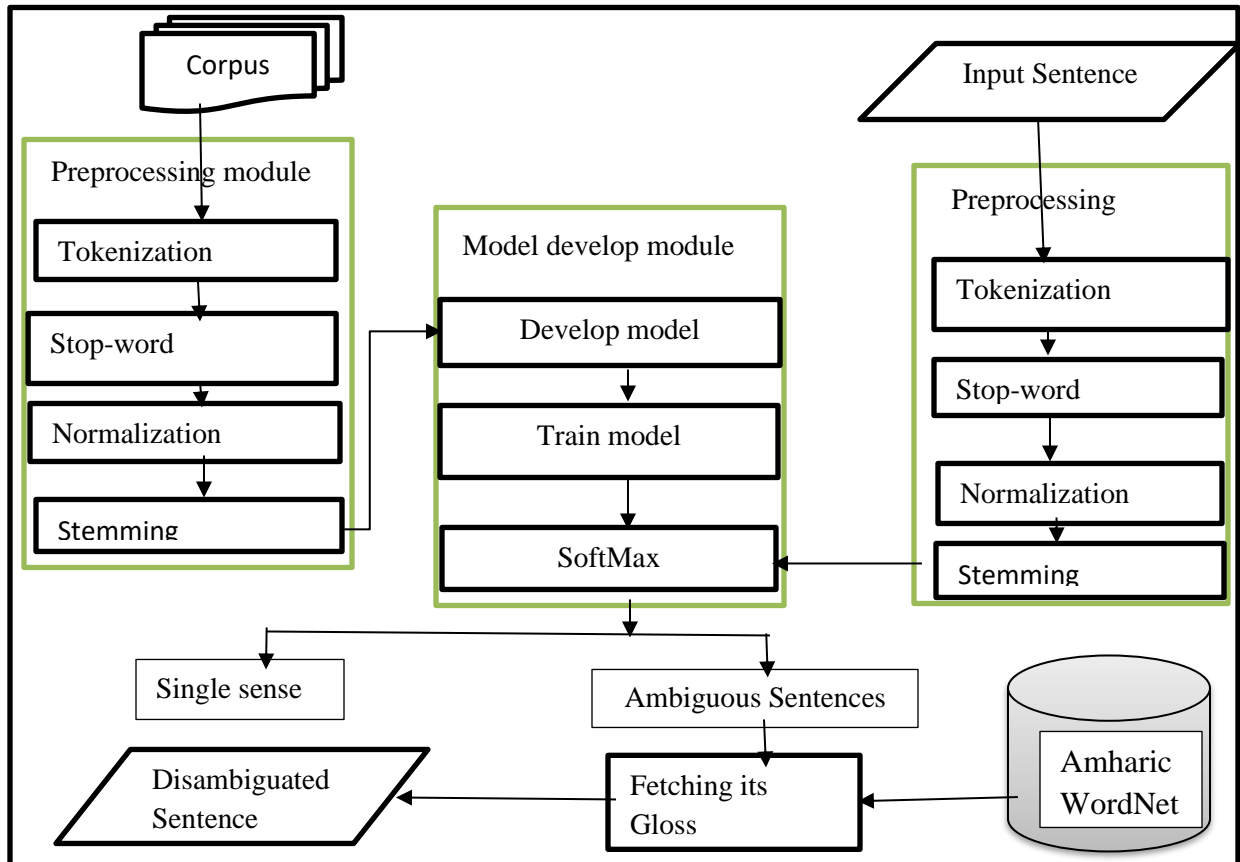 Corpus
Input Sentence
Preprocessing module
Tokenization
Stop-word
Normalization
Stemming
Model develop module
Develop model
Train model
SoftMax
Preprocessing
Tokenization
Stop-word
Normalization
Stemming
Single sense
Ambiguous Sentences
Disambiguated
Sentence
Fetching its
Gloss
Amharic
WordNet